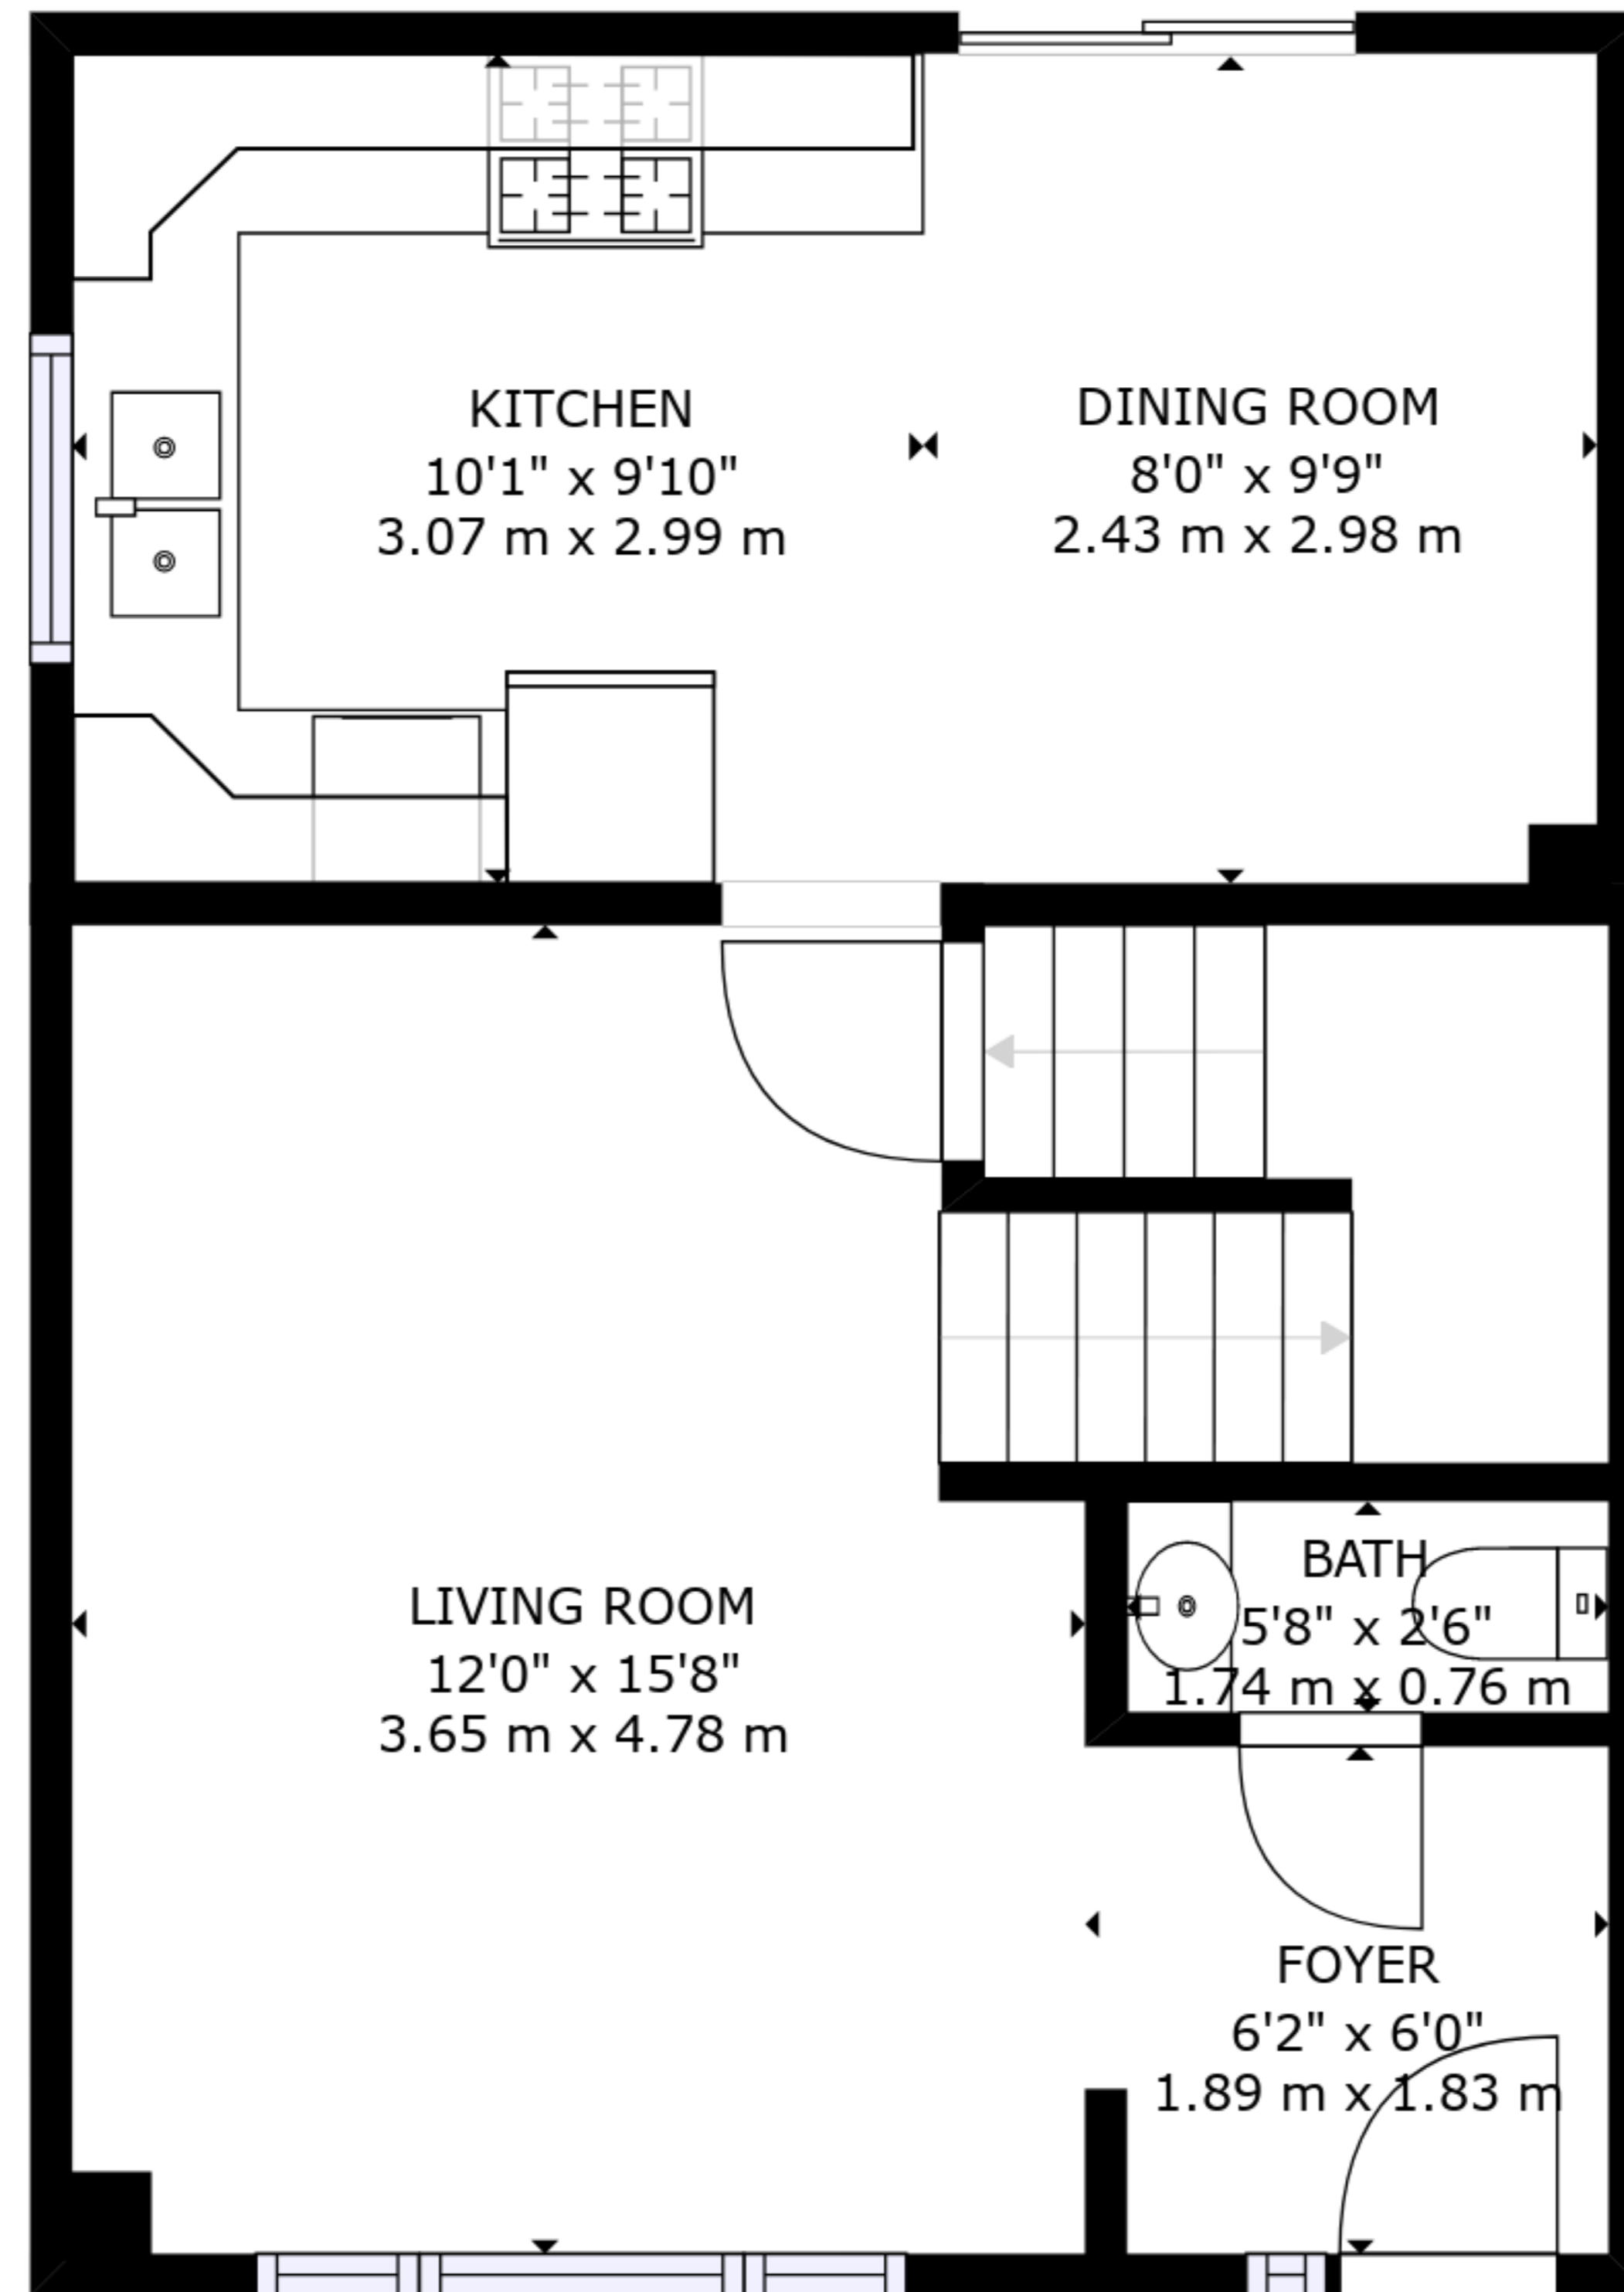 KITCHEN
10'1" x 9'10"
3.07 m x 2.99 m
DINING ROOM
8'0" x 9'9"
2.43 m x 2.98 m
LIVING ROOM
12'0" x 15'8"
3.65 m x 4.78 m
BATH
5'8" x 2'6"
1.74 m x 0.76 m
FOYER
6'2" x 6'0"
1.89 m x 1.83 m